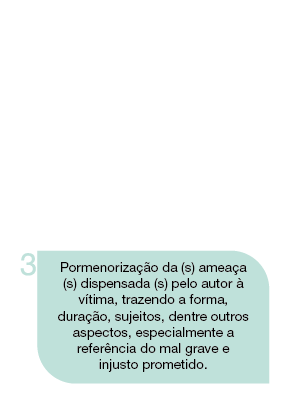 3
Pormenorização da (s) ameaça
(s) dispensada (s) pelo autor à
vítima, trazendo a forma,
duração, sujeitos, dentre outros
aspectos, especialmente a
referência do mal grave e
injusto prometido.